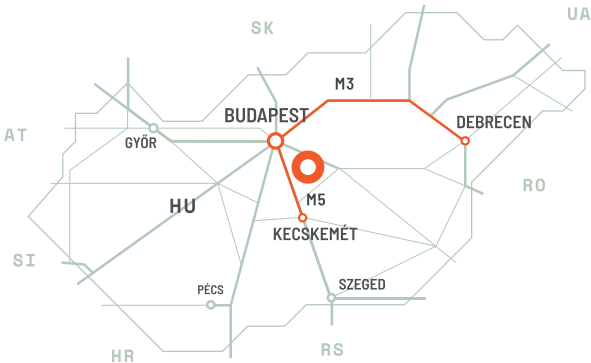 UA
SK
M3
BUDAPEST
DEBRECEN
AT
GYŐR
RO
HU
M5
KECSKEMÉT
SI
PÉCS
SZEGED
HR
RS